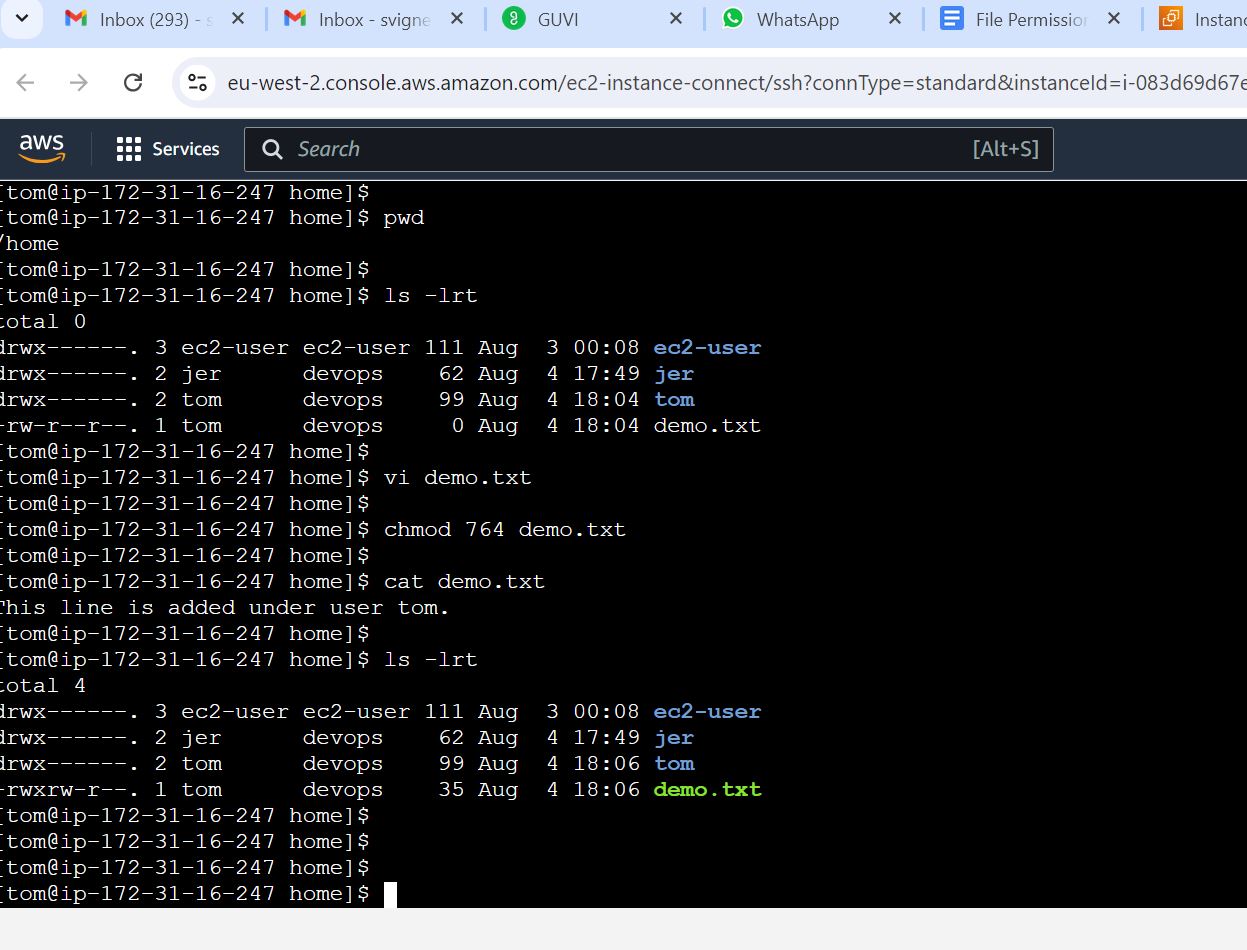 Inbox (293) - s
Inbox - svigne
GUVI
WhatsApp
File Permission
Instanc
eu-west-2.console.aws.amazon.com/ec2-instance-connect/ssh?connType=standard&instanceId=i-083d69d67e
aws
Services
Search
[Alt+S]
[tom@ip-172-31-16-247 home]$
[tom@ip-172-31-16-247 home]$ pwd
/home
[tom@ip-172-31-16-247 home]$
[tom@ip-172-31-16-247 home]$ ls -lrt
total 0
drwx------. 3 ec2-user ec2-user 111 Aug  3 00:08 ec2-user
drwx------. 2 jer      devops    62 Aug  4 17:49 jer
drwx------. 2 tom      devops    99 Aug  4 18:04 tom
-rw-r--r--. 1 tom      devops     0 Aug  4 18:04 demo.txt
[tom@ip-172-31-16-247 home]$
[tom@ip-172-31-16-247 home]$ vi demo.txt
[tom@ip-172-31-16-247 home]$
[tom@ip-172-31-16-247 home]$ chmod 764 demo.txt
[tom@ip-172-31-16-247 home]$
[tom@ip-172-31-16-247 home]$ cat demo.txt
This line is added under user tom.
[tom@ip-172-31-16-247 home]$
[tom@ip-172-31-16-247 home]$ ls -lrt
total 4
drwx------. 3 ec2-user ec2-user 111 Aug  3 00:08 ec2-user
drwx------. 2 jer      devops    62 Aug  4 17:49 jer
drwx------. 2 tom      devops    99 Aug  4 18:06 tom
-rwxrw-r--. 1 tom      devops    35 Aug  4 18:06 demo.txt
[tom@ip-172-31-16-247 home]$
[tom@ip-172-31-16-247 home]$
[tom@ip-172-31-16-247 home]$
[tom@ip-172-31-16-247 home]$